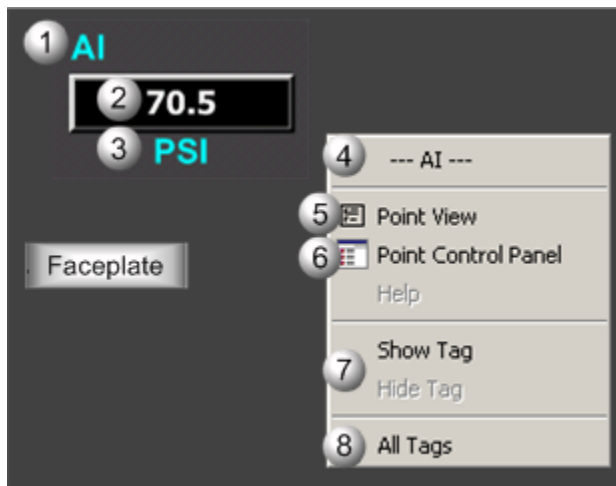 1 AI
2 70.5
3 PSI
Faceplate
4 --- AI ---
5 Point View
6 Point Control Panel
Help
7 Show Tag
Hide Tag
8 All Tags